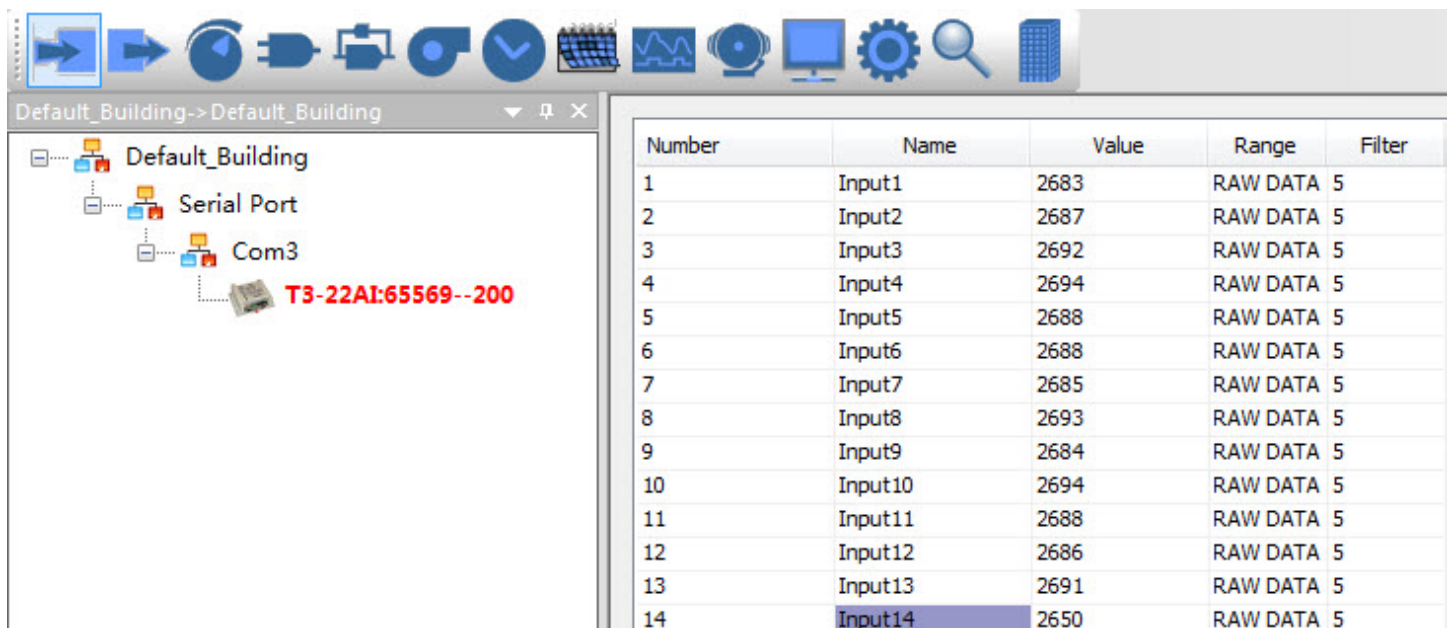 Default_Building->Default_Building
Default_Building
Serial Port
Com3
T3-22AI:65569--200
Number Name Value Range Filter
1 Input1 2683 RAW DATA 5
2 Input2 2687 RAW DATA 5
3 Input3 2692 RAW DATA 5
4 Input4 2694 RAW DATA 5
5 Input5 2688 RAW DATA 5
6 Input6 2688 RAW DATA 5
7 Input7 2685 RAW DATA 5
8 Input8 2693 RAW DATA 5
9 Input9 2684 RAW DATA 5
10 Input10 2694 RAW DATA 5
11 Input11 2688 RAW DATA 5
12 Input12 2686 RAW DATA 5
13 Input13 2691 RAW DATA 5
14 Input14 2650 RAW DATA 5